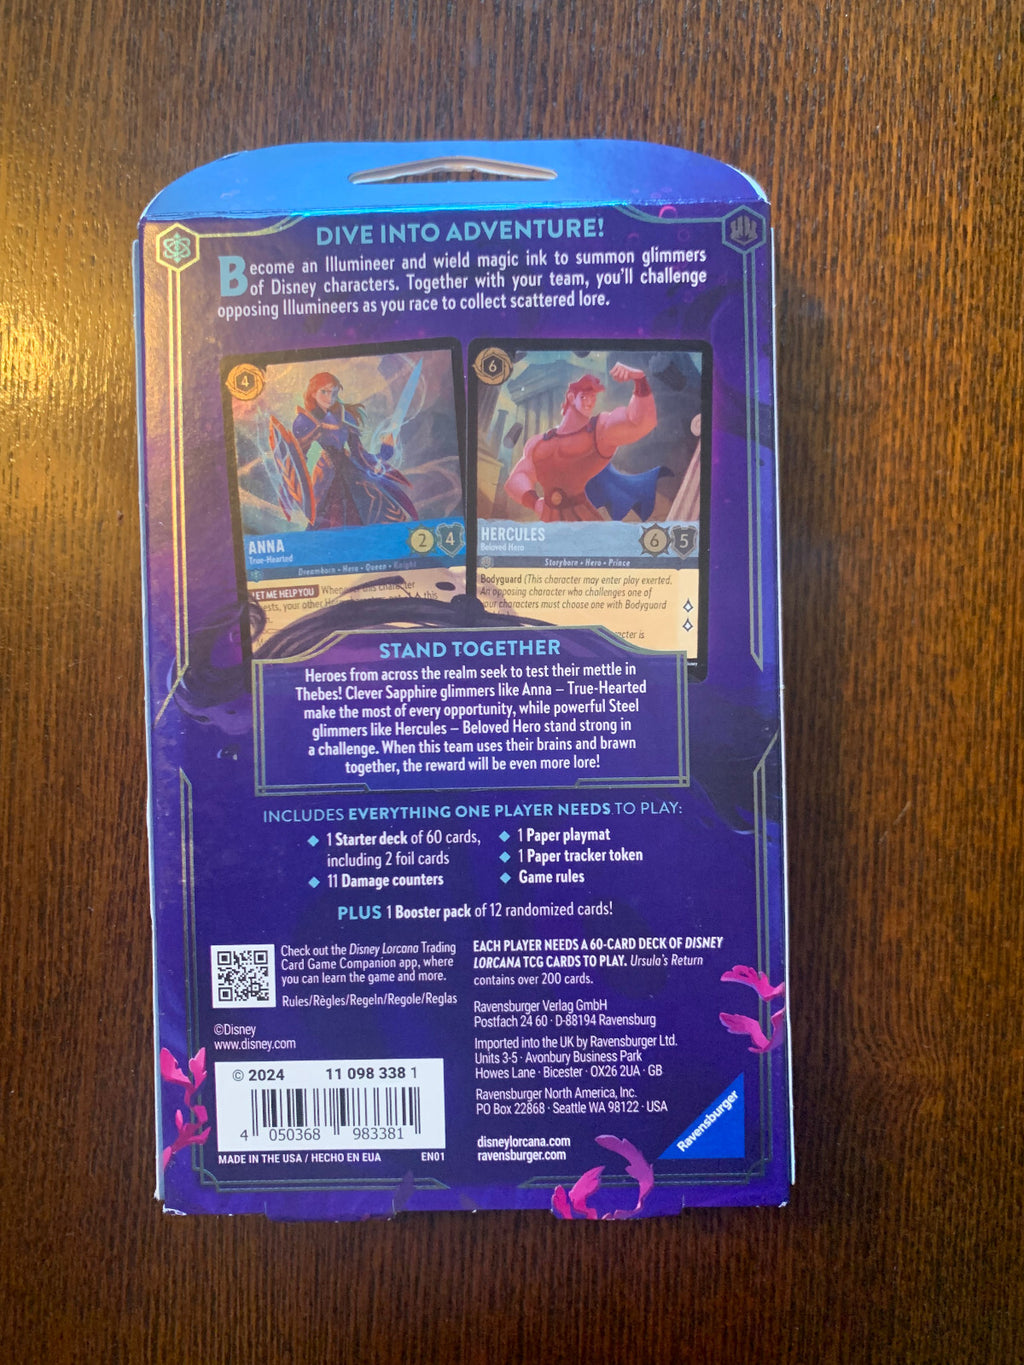 DIVE INTO ADVENTURE!
Become an Illumineer and wield magic ink to summon glimmers
of Disney characters. Together with your team, you'll challenge
opposing Illumineers as you race to collect scattered lore.
4
ANNA
True-Hearted
2 4
Dreamborn • Hero • Queen • Knight
LET ME HELP YOU
your other
6
HERCULES
Beloved Hero
6 5
Storyborn • Hero • Prince
Bodyguard (This character may enter play exerted.
An opposing character who challenges one of
your characters must choose one with Bodyguard
is
STAND TOGETHER
Heroes from across the realm seek to test their mettle in
Thebes! Clever Sapphire glimmers like Anna – True-Hearted
make the most of every opportunity, while powerful Steel
glimmers like Hercules – Beloved Hero stand strong in
a challenge. When this team uses their brains and brawn
together, the reward will be even more lore!
INCLUDES EVERYTHING ONE PLAYER NEEDS TO PLAY:
1 Starter deck of 60 cards,
including 2 foil cards
11 Damage counters
1 Paper playmat
1 Paper tracker token
Game rules
PLUS 1 Booster pack of 12 randomized cards!
Check out the Disney Lorcana Trading
Card Game Companion app, where
you can learn the game and more.
Rules/Règles/Regeln/Regole/Reglas
©Disney
www.disney.com
© 2024 11 098 338 1
4 050368 983381
MADE IN THE USA / HECHO EN EUA EN01
EACH PLAYER NEEDS A 60-CARD DECK OF DISNEY
LORCANA TCG CARDS TO PLAY. Ursula's Return
contains over 200 cards.
Ravensburger Verlag GmbH
Postfach 24 60 · D-88194 Ravensburg
Imported into the UK by Ravensburger Ltd.
Units 3-5 · Avonbury Business Park
Howes Lane · Bicester · OX26 2UA · GB
Ravensburger North America, Inc.
PO Box 22868 · Seattle WA 98122 · USA
disneylorcana.com
ravensburger.com
Ravensburger